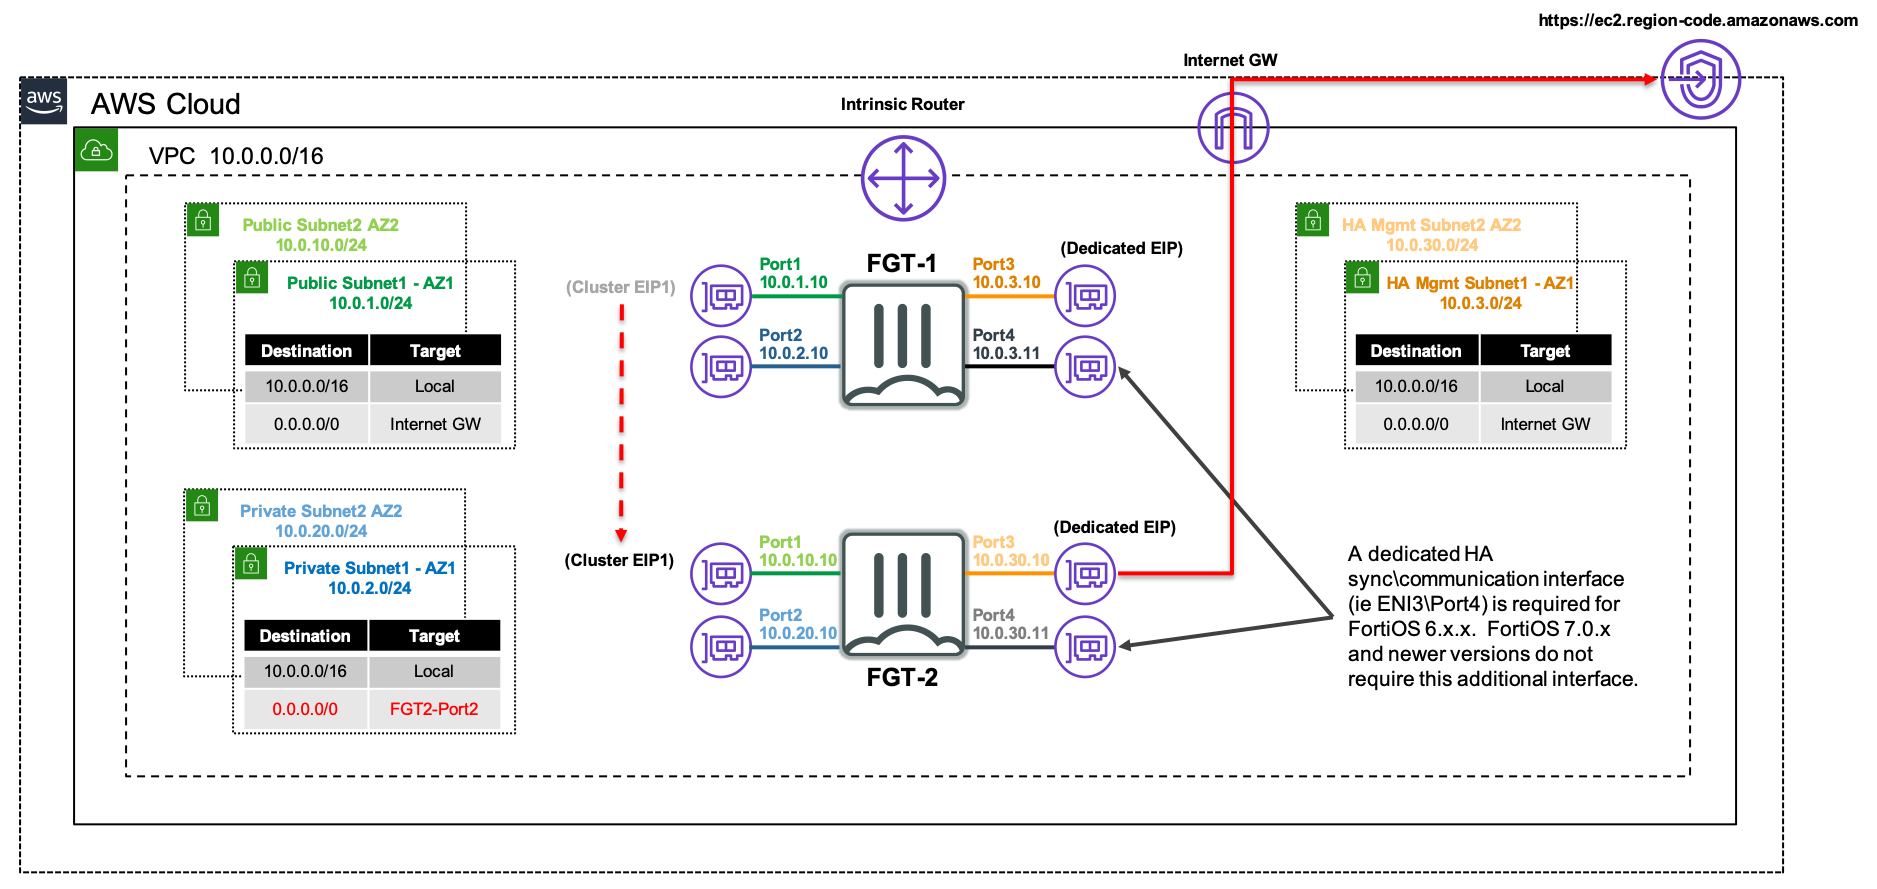 https://ec2.region-code.amazonaws.com
Internet GW
aws
AWS Cloud
Intrinsic Router
VPC 10.0.0.0/16
Public Subnet2 AZ2
10.0.10.0/24
Public Subnet1 - AZ1
10.0.1.0/24
Destination Target
10.0.0.0/16 Local
0.0.0.0/0 Internet GW
Private Subnet2 AZ2
10.0.20.0/24
Private Subnet1 - AZ1
10.0.2.0/24
Destination Target
10.0.0.0/16 Local
0.0.0.0/0 FGT2-Port2
(Cluster EIP1)
(Cluster EIP1)
FGT-1
Port1
10.0.1.10
Port2
10.0.2.10
Port3
10.0.3.10
Port4
10.0.3.11
(Dedicated EIP)
(Dedicated EIP)
Port1
10.0.10.10
Port2
10.0.20.10
Port3
10.0.30.10
Port4
10.0.30.11
FGT-2
HA Mgmt Subnet2 AZ2
10.0.30.0/24
HA Mgmt Subnet1 - AZ1
10.0.3.0/24
Destination Target
10.0.0.0/16 Local
0.0.0.0/0 Internet GW
A dedicated HA
sync\communication interface
(ie ENI3\Port4) is required for
FortiOS 6.x.x. FortiOS 7.0.x
and newer versions do not
require this additional interface.